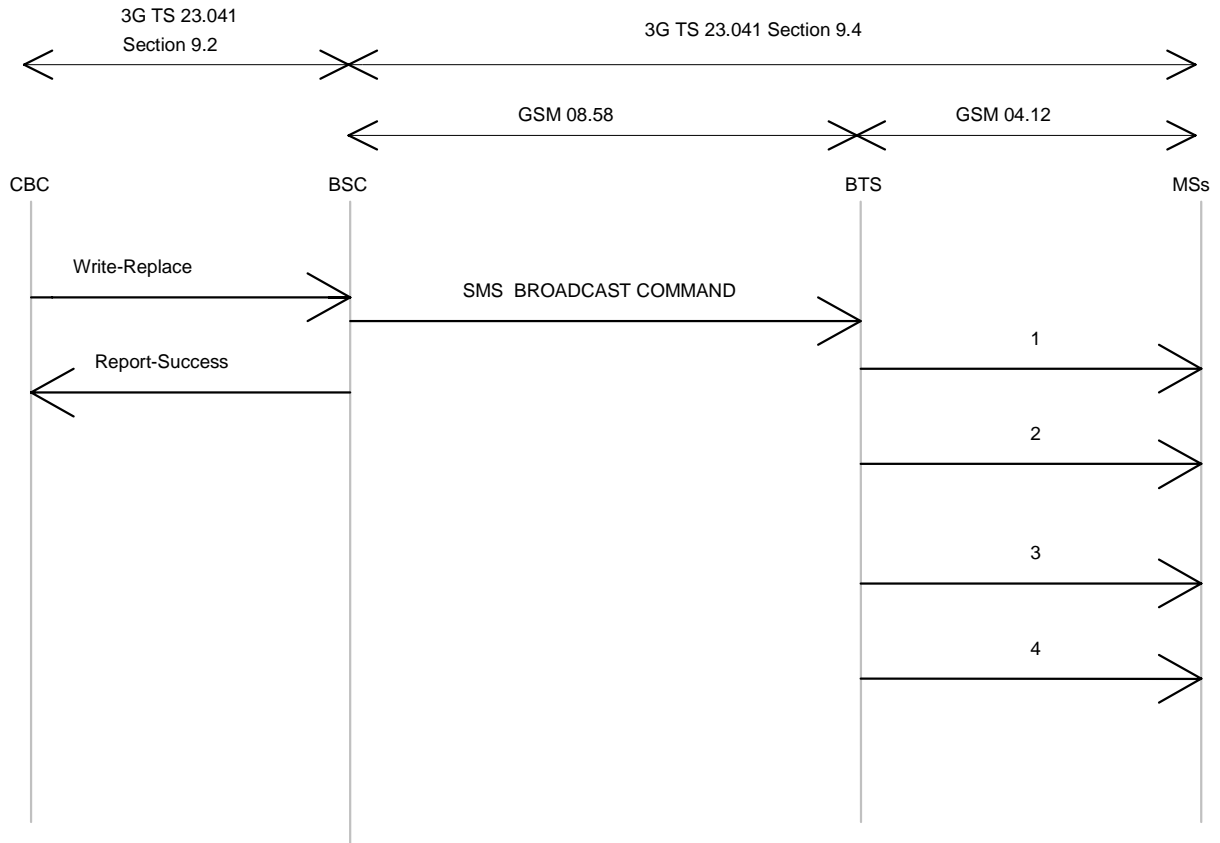 3G TS 23.041
Section 9.2
3G TS 23.041 Section 9.4
GSM 08.58
GSM 04.12
CBC
BSC
BTS
MSs
Write-Replace
SMS BROADCAST COMMAND
1
Report-Success
2
3
4